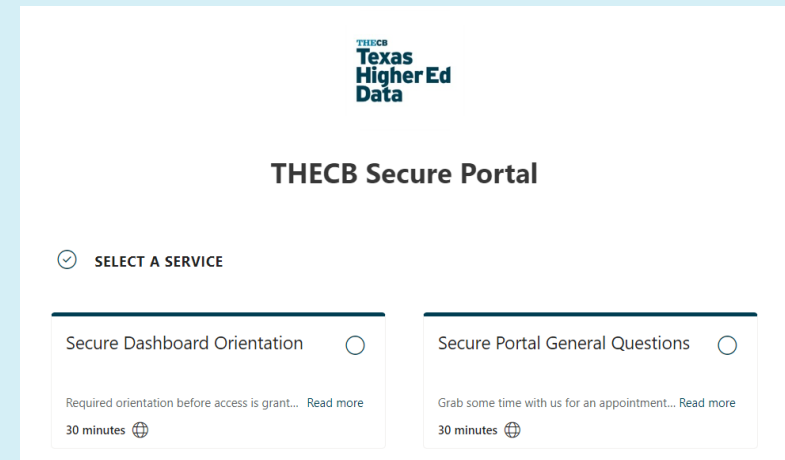 THECB
Texas
Higher Ed
Data
THECB Secure Portal
SELECT A SERVICE
Secure Dashboard Orientation
Required orientation before access is grant... Read more
30 minutes
Secure Portal General Questions
Grab some time with us for an appointment... Read more
30 minutes